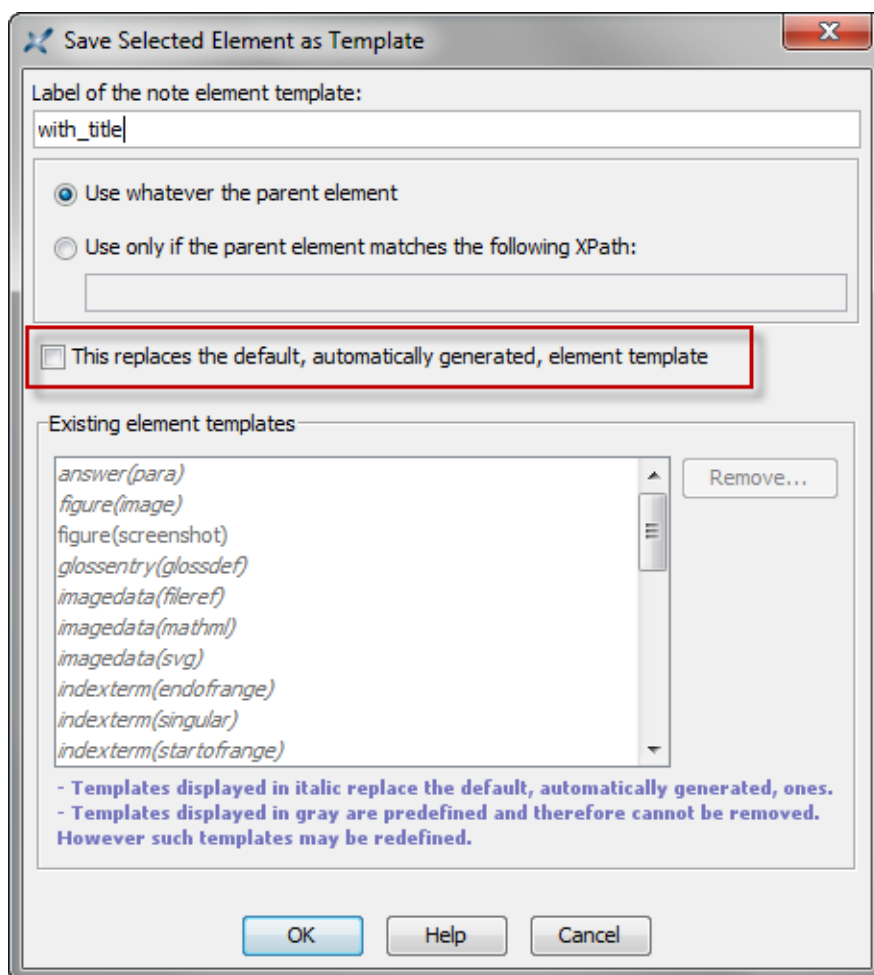 Save Selected Element as Template
Label of the note element template:
with_title
Use whatever the parent element
Use only if the parent element matches the following XPath:
This replaces the default, automatically generated, element template
Existing element templates
answer(para)
figure(image)
figure(screenshot)
glossentry(glossdef)
imagedata(fileref)
imagedata(mathml)
imagedata(svg)
indexterm(endofrange)
indexterm(singular)
indexterm(startofrange)
Remove...
- Templates displayed in italic replace the default, automatically generated, ones.
- Templates displayed in gray are predefined and therefore cannot be removed.
However such templates may be redefined.
OK Help Cancel